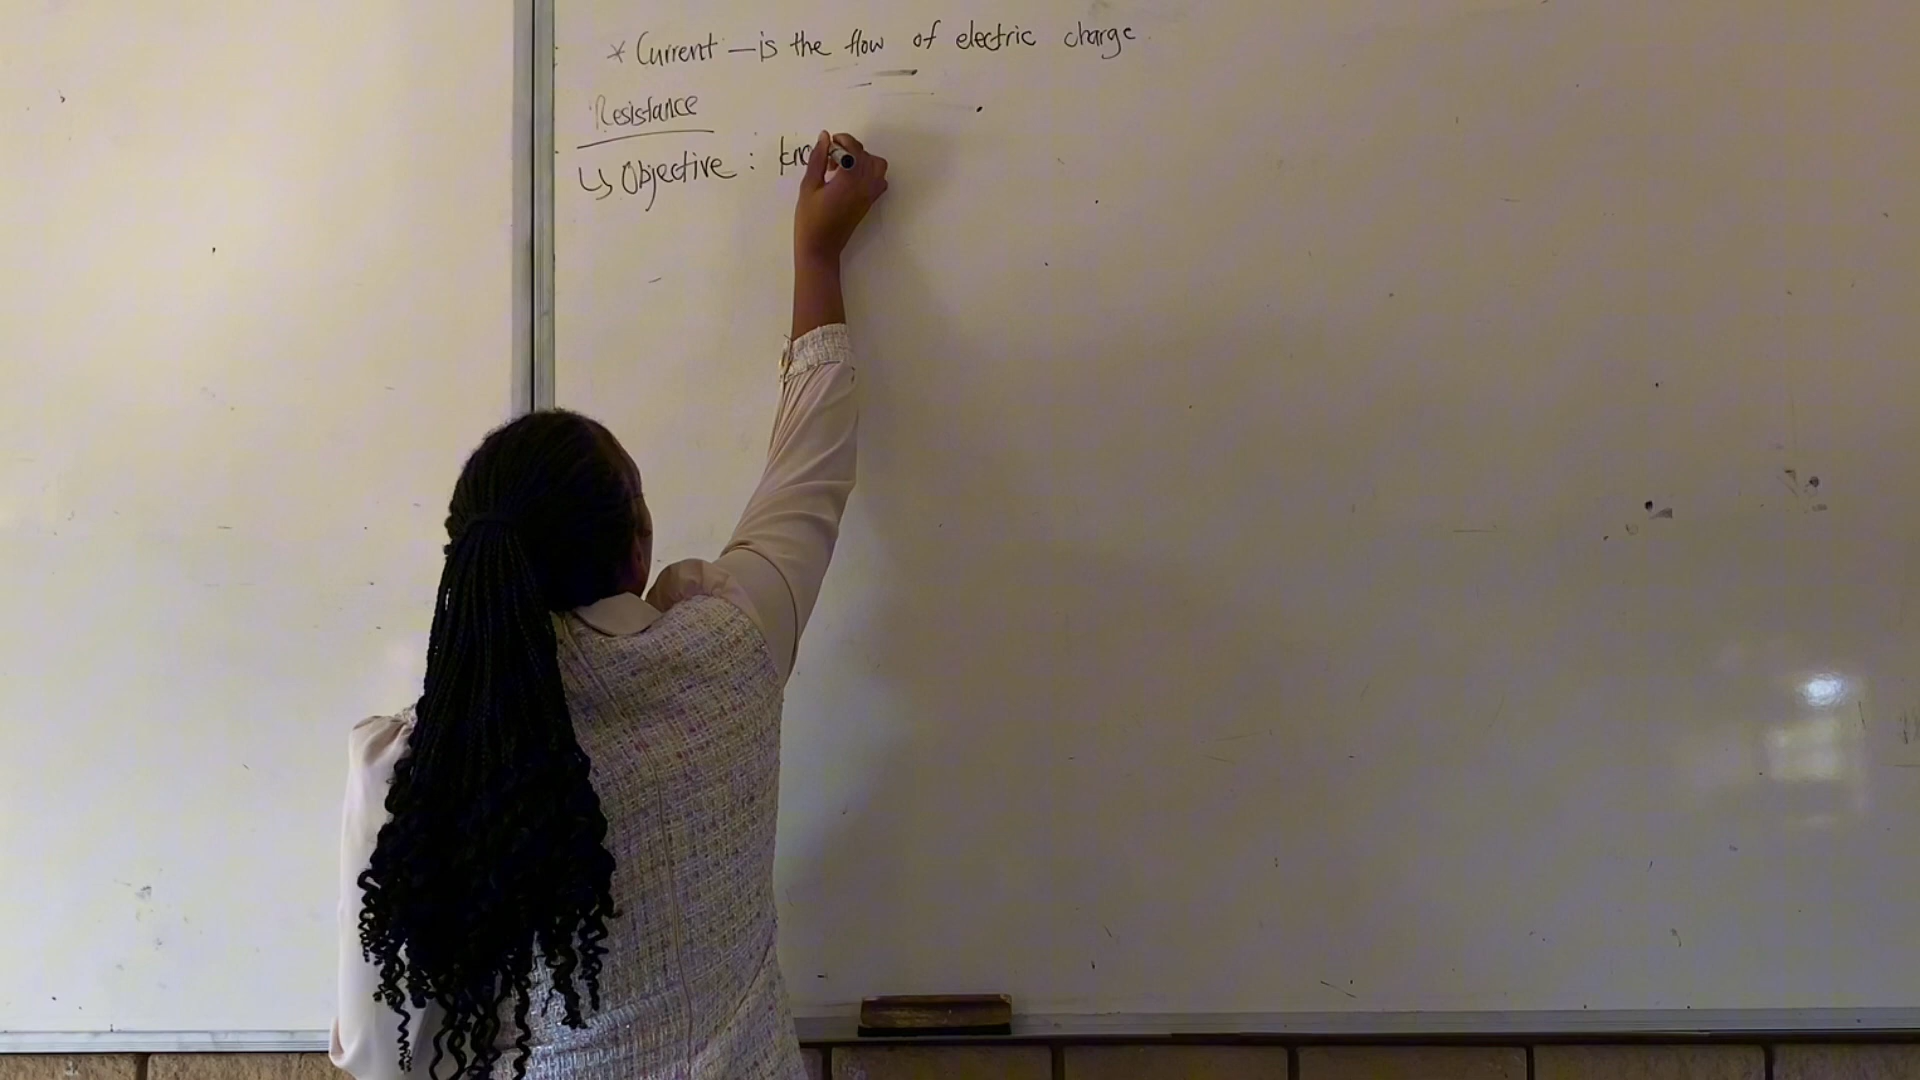 * Current — is the flow of electric charge
Resistance
↳ Objective :